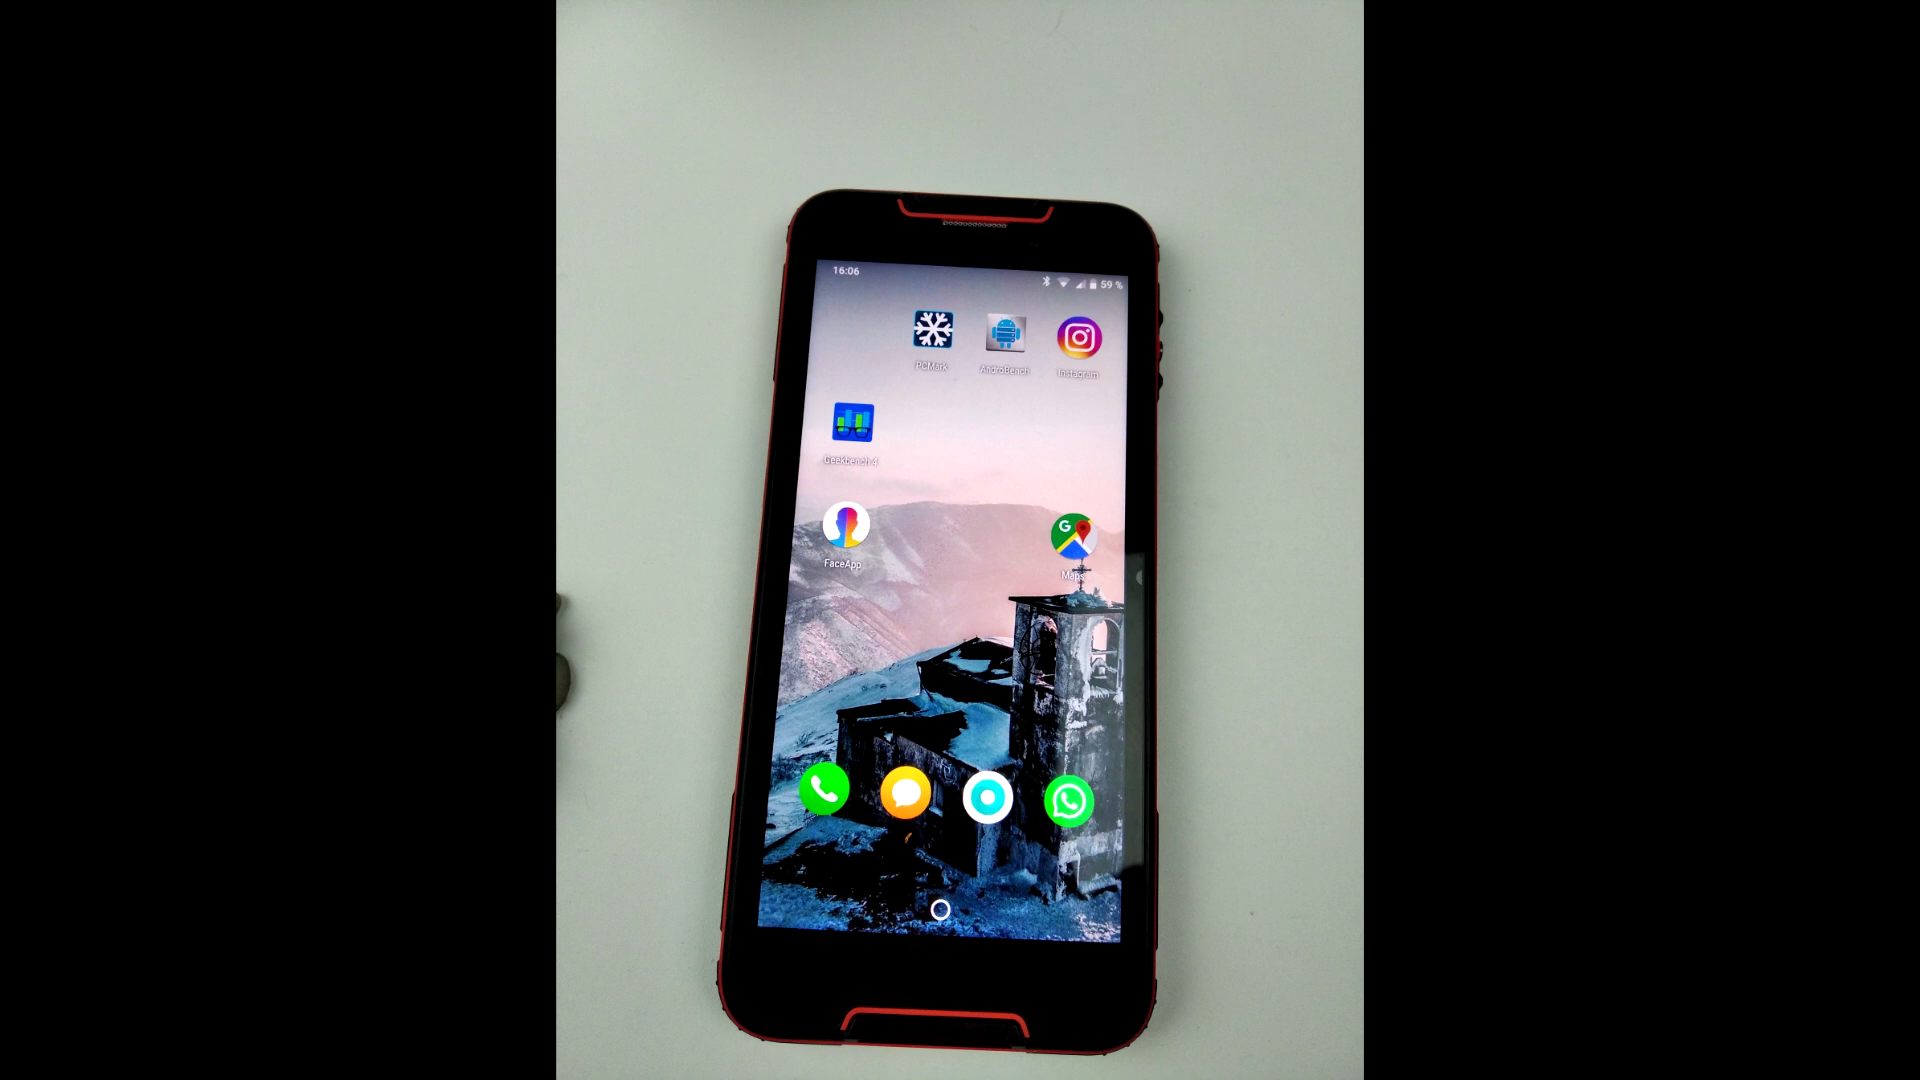 16:06
59 %
PCMark
AndroBench
Instagram
Geekbench 4
G
FaceApp
Maps